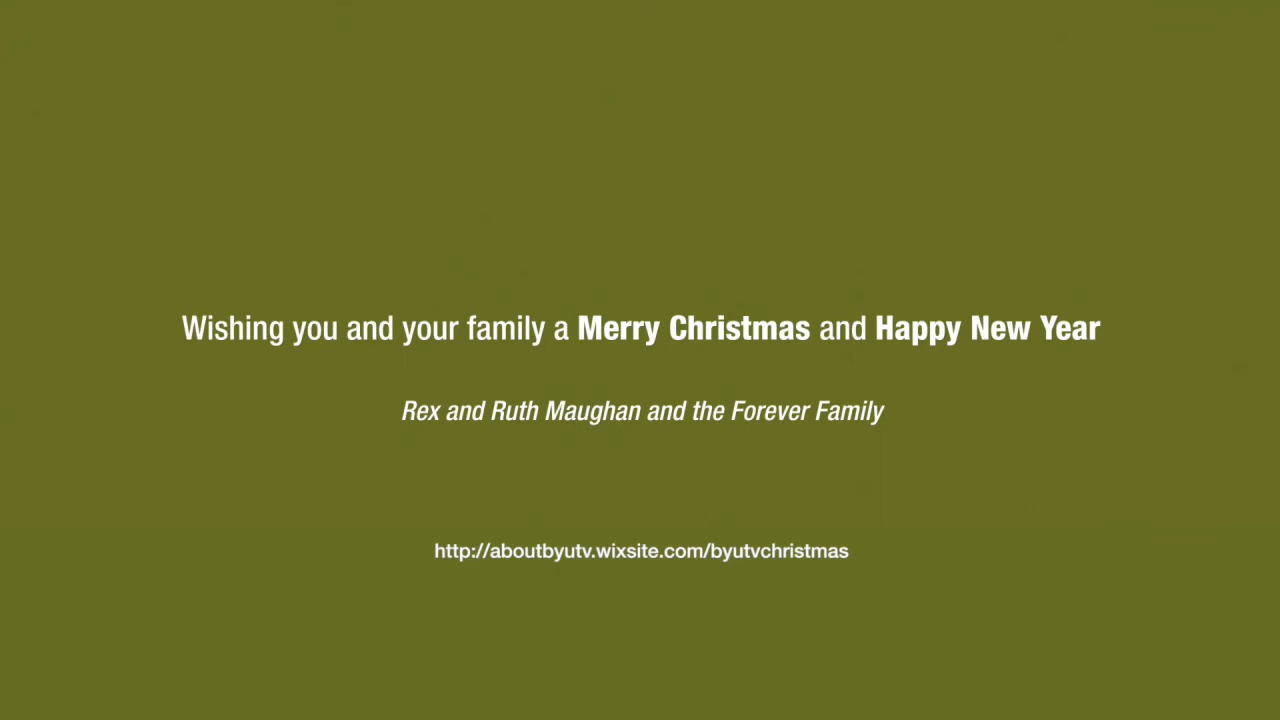 Wishing you and your family a Merry Christmas and Happy New Year
Rex and Ruth Maughan and the Forever Family
http://aboutbyutv.wixsite.com/byutvchristmas